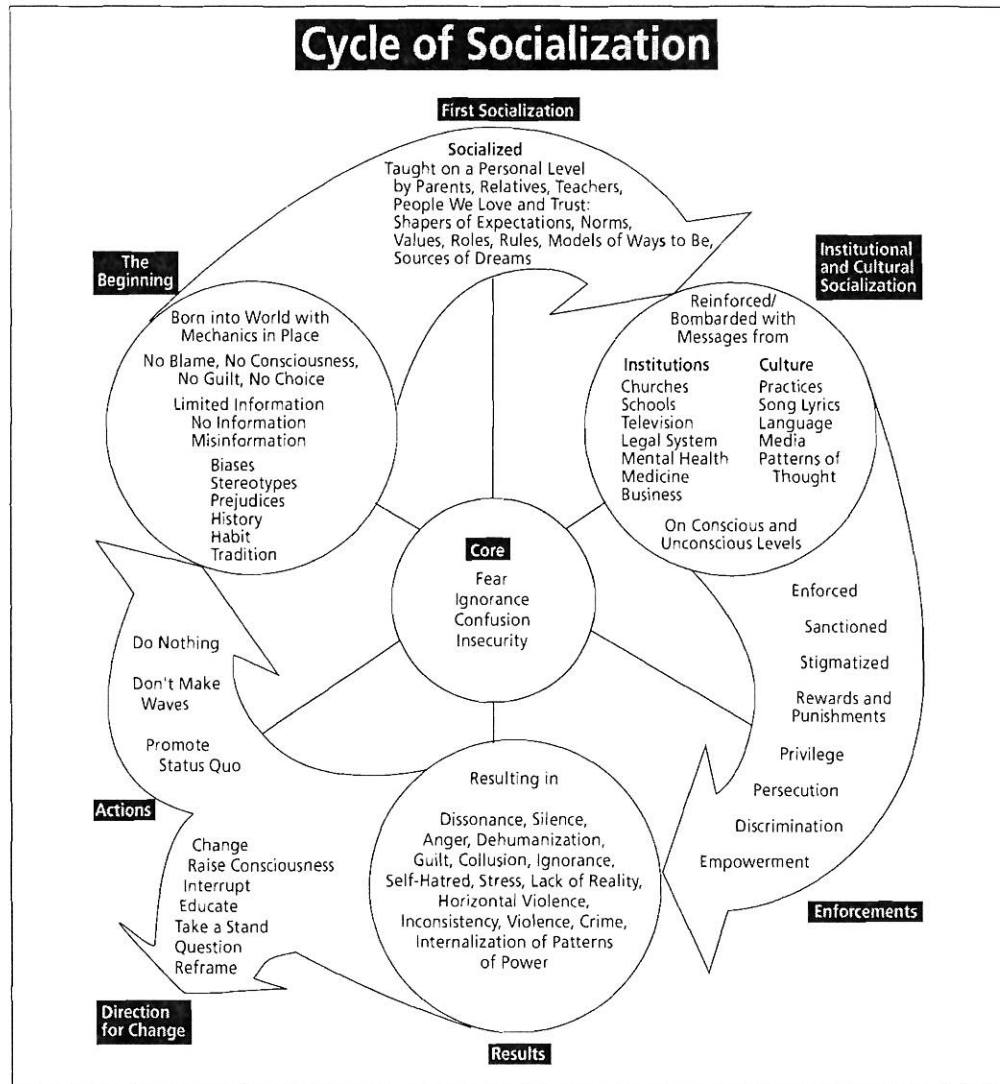 Cycle of Socialization
First Socialization
Socialized
Taught on a Personal Level
by Parents, Relatives, Teachers,
People We Love and Trust:
Shapers of Expectations, Norms,
Values, Roles, Rules, Models of Ways to Be,
Sources of Dreams
The
Beginning
Born into World with
Mechanics in Place
No Blame, No Consciousness,
No Guilt, No Choice
Limited Information
No Information
Misinformation
Biases
Stereotypes
Prejudices
History
Habit
Tradition
Institutional
and Cultural
Socialization
Reinforced/
Bombarded with
Messages from
Institutions
Churches
Schools
Television
Legal System
Mental Health
Medicine
Business
Culture
Practices
Song Lyrics
Language
Media
Patterns of
Thought
On Conscious and
Unconscious Levels
Core
Fear
Ignorance
Confusion
Insecurity
Enforced
Sanctioned
Stigmatized
Rewards and
Punishments
Privilege
Persecution
Discrimination
Empowerment
Enforcements
Resulting in
Dissonance, Silence,
Anger, Dehumanization,
Guilt, Collusion, Ignorance,
Self-Hatred, Stress, Lack of Reality,
Horizontal Violence,
Inconsistency, Violence, Crime,
Internalization of Patterns
of Power
Results
Do Nothing
Don't Make
Waves
Promote
Status Quo
Actions
Change
Raise Consciousness
Interrupt
Educate
Take a Stand
Question
Reframe
Direction
for Change